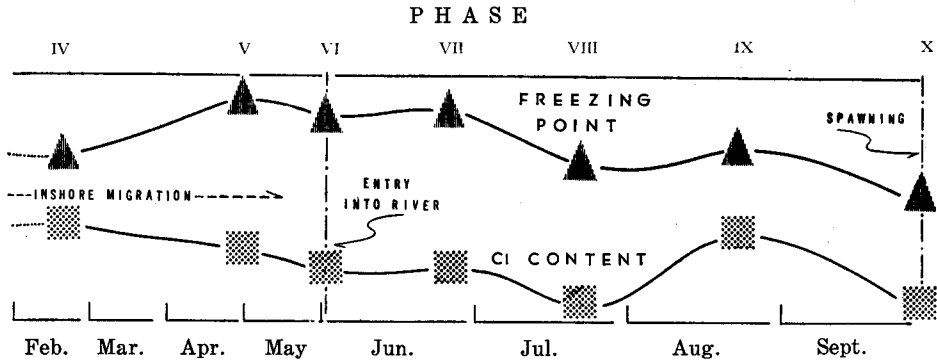 PHASE
IV V VI VII VIII IX X
FREEZING
POINT
SPAWNING
INSHORE MIGRATION
ENTRY
INTO RIVER
Cl CONTENT
Feb. Mar. Apr. May Jun. Jul. Aug. Sept.